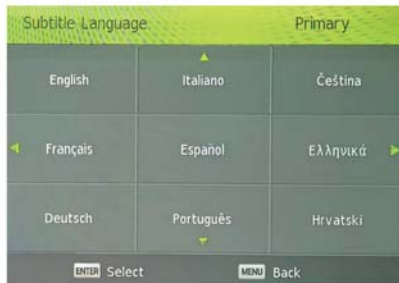 Subtitle Language Primary
English Italiano Čeština
Français Español Ελληνικά
Deutsch Português Hrvatski
ENTER Select MENU Back